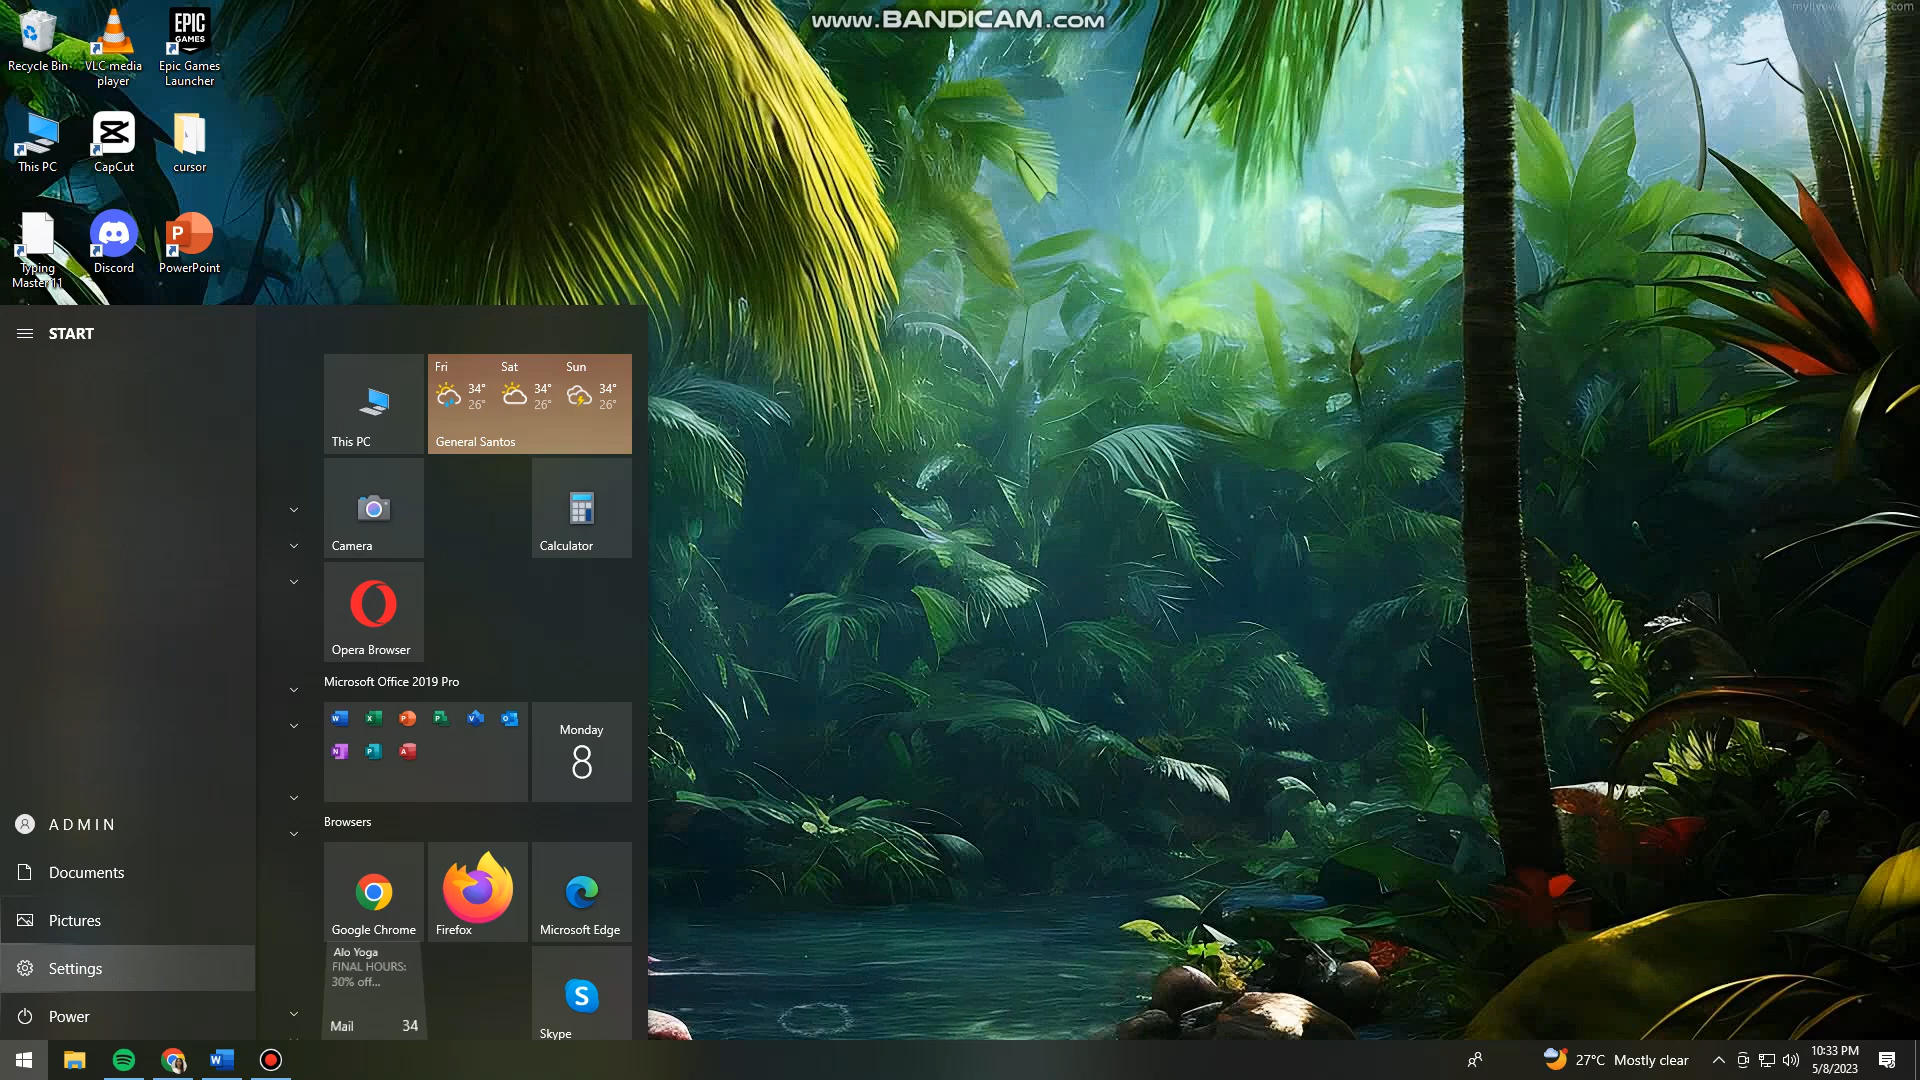 www.BANDICAM.com
Recycle Bin
VLC media
player
EPIC
GAMES
Epic Games
Launcher
This PC
CapCut
cursor
Typing
Master 11
Discord
P
PowerPoint
START
This PC
Fri
34°
26°
Sat
34°
26°
Sun
34°
26°
General Santos
Camera
Calculator
Opera Browser
Microsoft Office 2019 Pro
Monday
8
Browsers
Google Chrome
Firefox
Microsoft Edge
Alo Yoga
FINAL HOURS:
30% off...
Mail 34
Skype
A D M I N
Documents
Pictures
Settings
Power
27°C Mostly clear
10:33 PM
5/8/2023